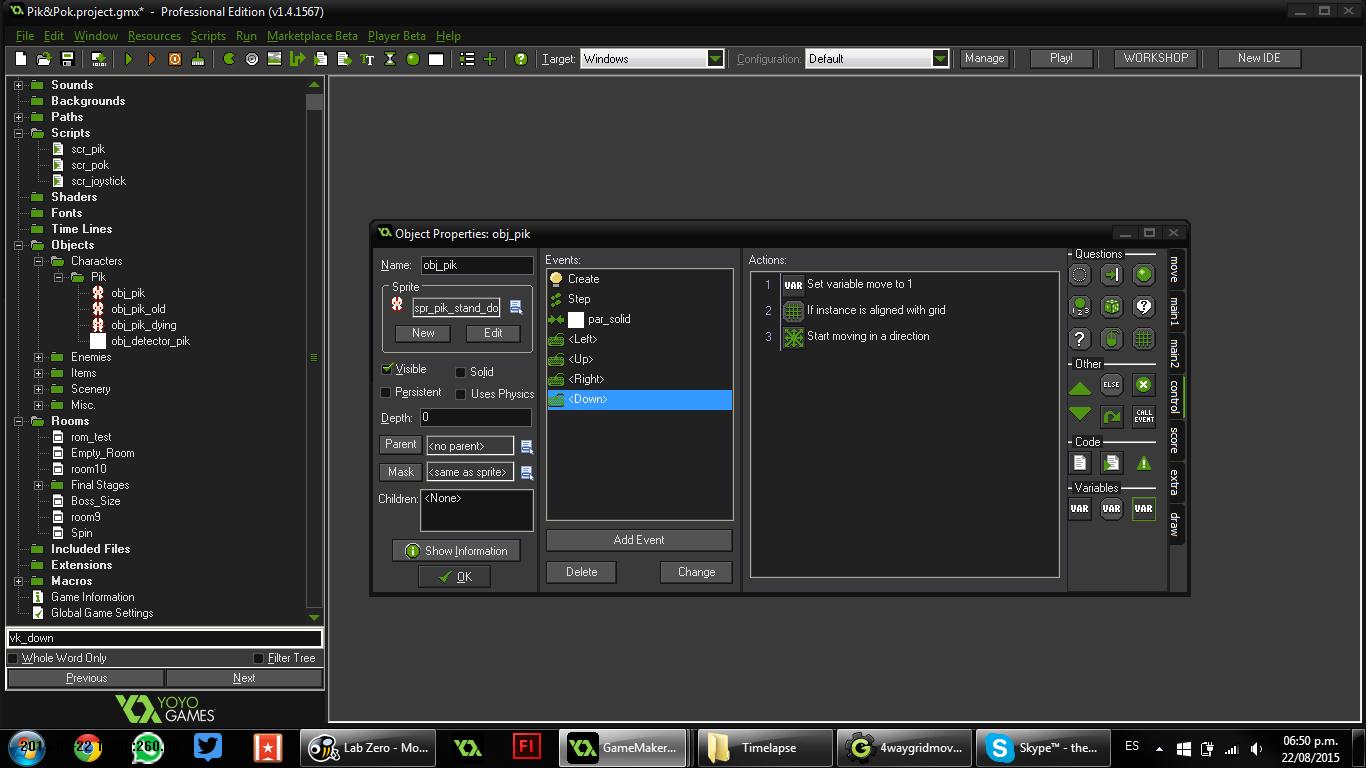 Pik&Pok.project.gmx* - Professional Edition (v1.4.1567)
File Edit Window Resources Scripts Run Marketplace Beta Player Beta Help
Target: Windows Configuration: Default Manage Play! WORKSHOP New IDE
Sounds
Backgrounds
Paths
Scripts
scr_pik
scr_pok
scr_joystick
Shaders
Fonts
Time Lines
Objects
Characters
Pik
obj_pik
obj_pik_old
obj_pik_dying
obj_detector_pik
Enemies
Items
Scenery
Misc.
Rooms
rom_test
Empty_Room
room10
Final Stages
Boss_Size
room9
Spin
Included Files
Extensions
Macros
Game Information
Global Game Settings
vk_down
Whole Word Only Filter Tree
Previous Next
YOYO
GAMES
Object Properties: obj_pik
Name: obj_pik
Sprite
spr_pik_stand_do
New Edit
Visible Solid
Persistent Uses Physics
Depth: 0
Parent <no parent>
Mask <same as sprite>
Children: <None>
Show Information
OK
Events:
Create
Step
par_solid
<Left>
<Up>
<Right>
<Down>
Add Event
Delete Change
Actions:
1 VAR Set variable move to 1
2 If instance is aligned with grid
3 Start moving in a direction
Questions
Other
ELSE
CALL EVENT
Code
Variables
VAR VAR VAR
move
main1
main2
control
score
extra
draw
Lab Zero - Mo...
Fl
GameMaker...
Timelapse
4waygridmov...
Skype™ - the...
ES
06:50 p.m.
22/08/2015